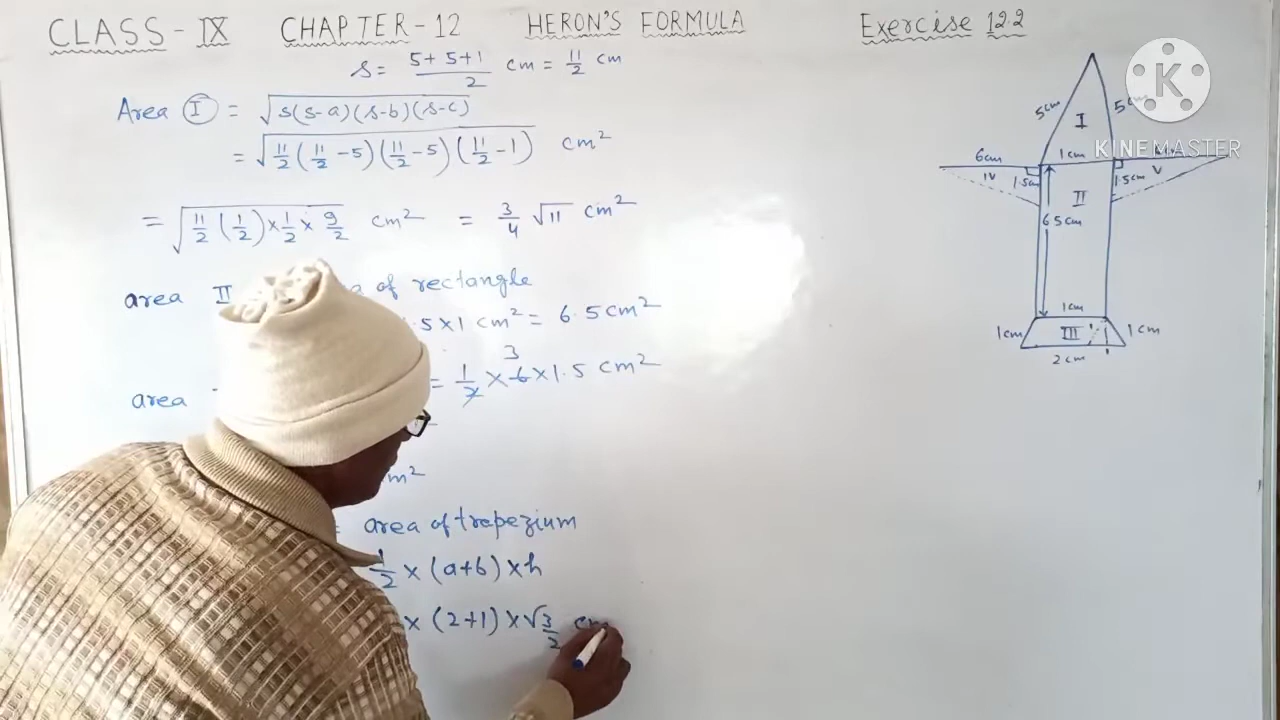 CLASS - IX CHAPTER - 12 HERON'S FORMULA Exercise 12.2
s = 5+5+1/2 cm = 11/2 cm
Area I = √s(s-a)(s-b)(s-c)
= √11/2(11/2-5)(11/2-5)(11/2-1) cm²
= √11/2(1/2)×1/2×9/2 cm² = 3/4 √11 cm²
area II of rectangle
.5×1 cm² = 6.5 cm²
3
area = 1/2×6×1.5 cm²
m²
= area of trapezium
1/2×(a+b)×h
×(2+1)×√3/2 cm
5cm
I
1cm
6cm
IV
1.5cm
1.5cm
V
II
6.5cm
1cm
1cm
III
1cm
2cm
K
KINEMASTER